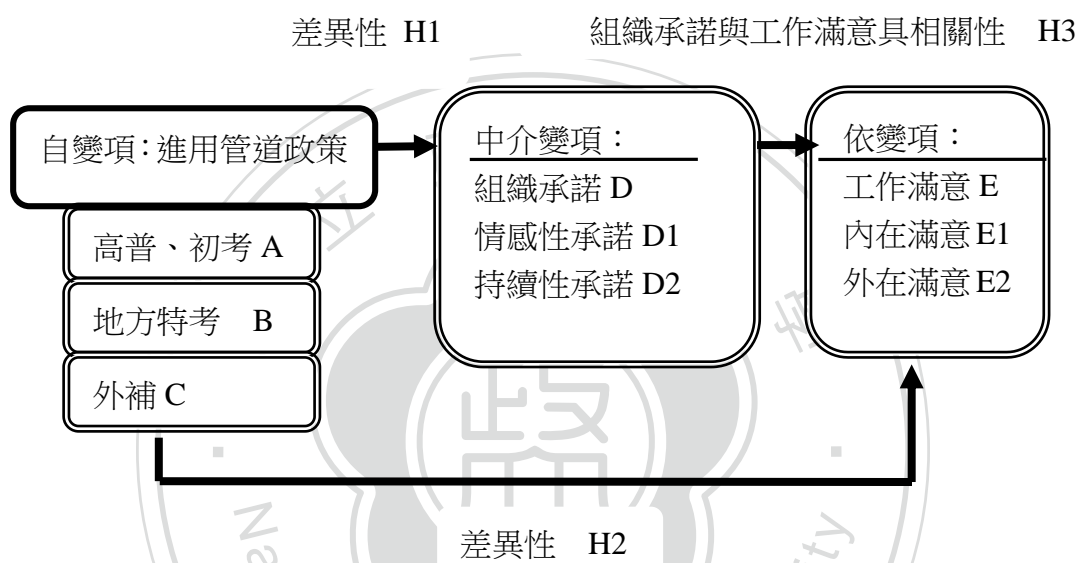 差異性 H1
組織承諾與工作滿意具相關性 H3
自變項：進用管道政策
高普、初考 A
地方特考 B
外補 C
中介變項：
組織承諾 D
情感性承諾 D1
持續性承諾 D2
依變項：
工作滿意 E
內在滿意 E1
外在滿意 E2
差異性 H2